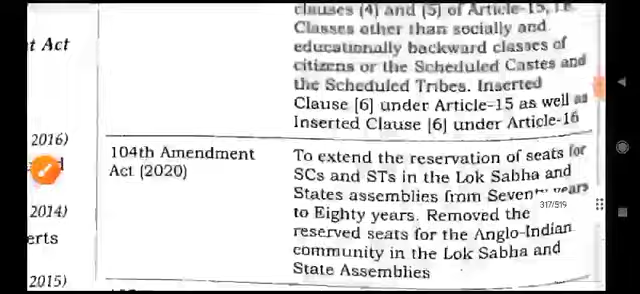 clauses (4) and (5) of Article-15, i.e.
Classes other than socially and
t Act
educationally backward classes of
citizens or the Scheduled Castes and
the Scheduled Tribes. Inserted
Clause [6] under Article-15 as well as
Inserted Clause [6] under Article-16
2016)
104th Amendment
Act (2020)
To extend the reservation of seats for
SCs and STs in the Lok Sabha and
States assemblies from Seventy years
317/519
to Eighty years. Removed the
reserved seats for the Anglo-Indian
community in the Lok Sabha and
State Assemblies
2014)
erts
2015)